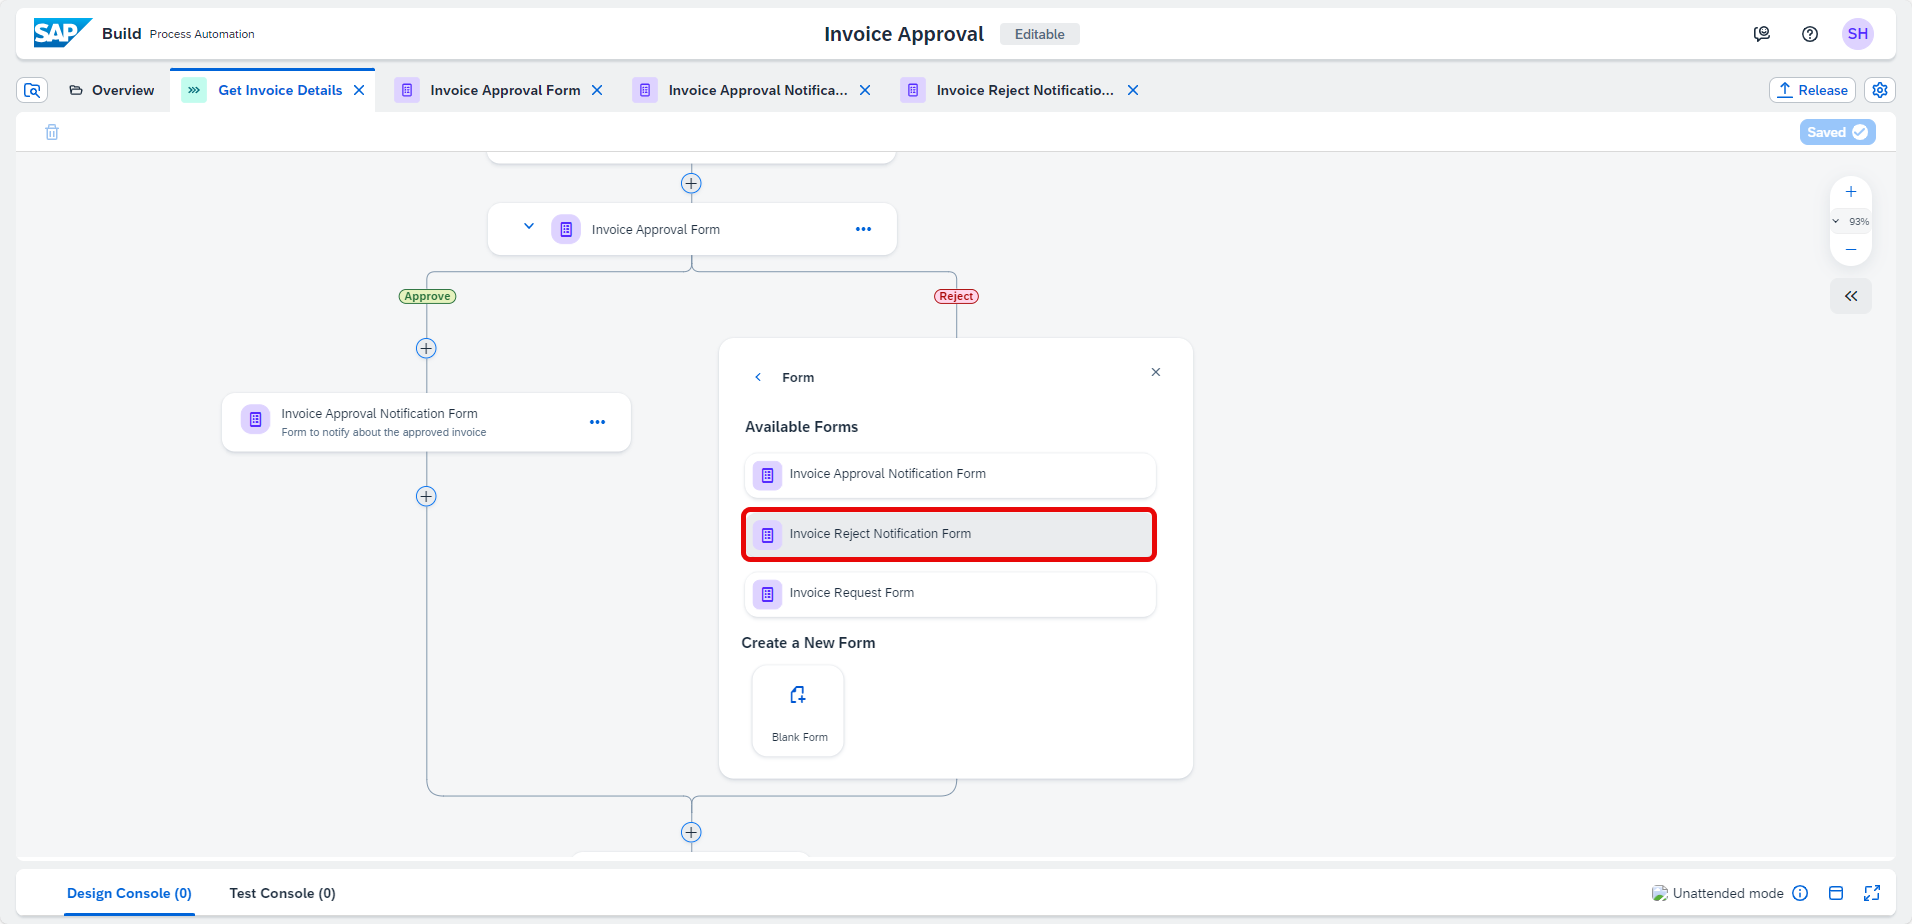 SAP Build Process Automation
Invoice Approval Editable
SH
Overview
Get Invoice Details
Invoice Approval Form
Invoice Approval Notifica...
Invoice Reject Notificatio...
Release
Saved
Invoice Approval Form
93%
Approve
Reject
Form
Invoice Approval Notification Form
Form to notify about the approved invoice
Available Forms
Invoice Approval Notification Form
Invoice Reject Notification Form
Invoice Request Form
Create a New Form
Blank Form
Design Console (0)
Test Console (0)
Unattended mode